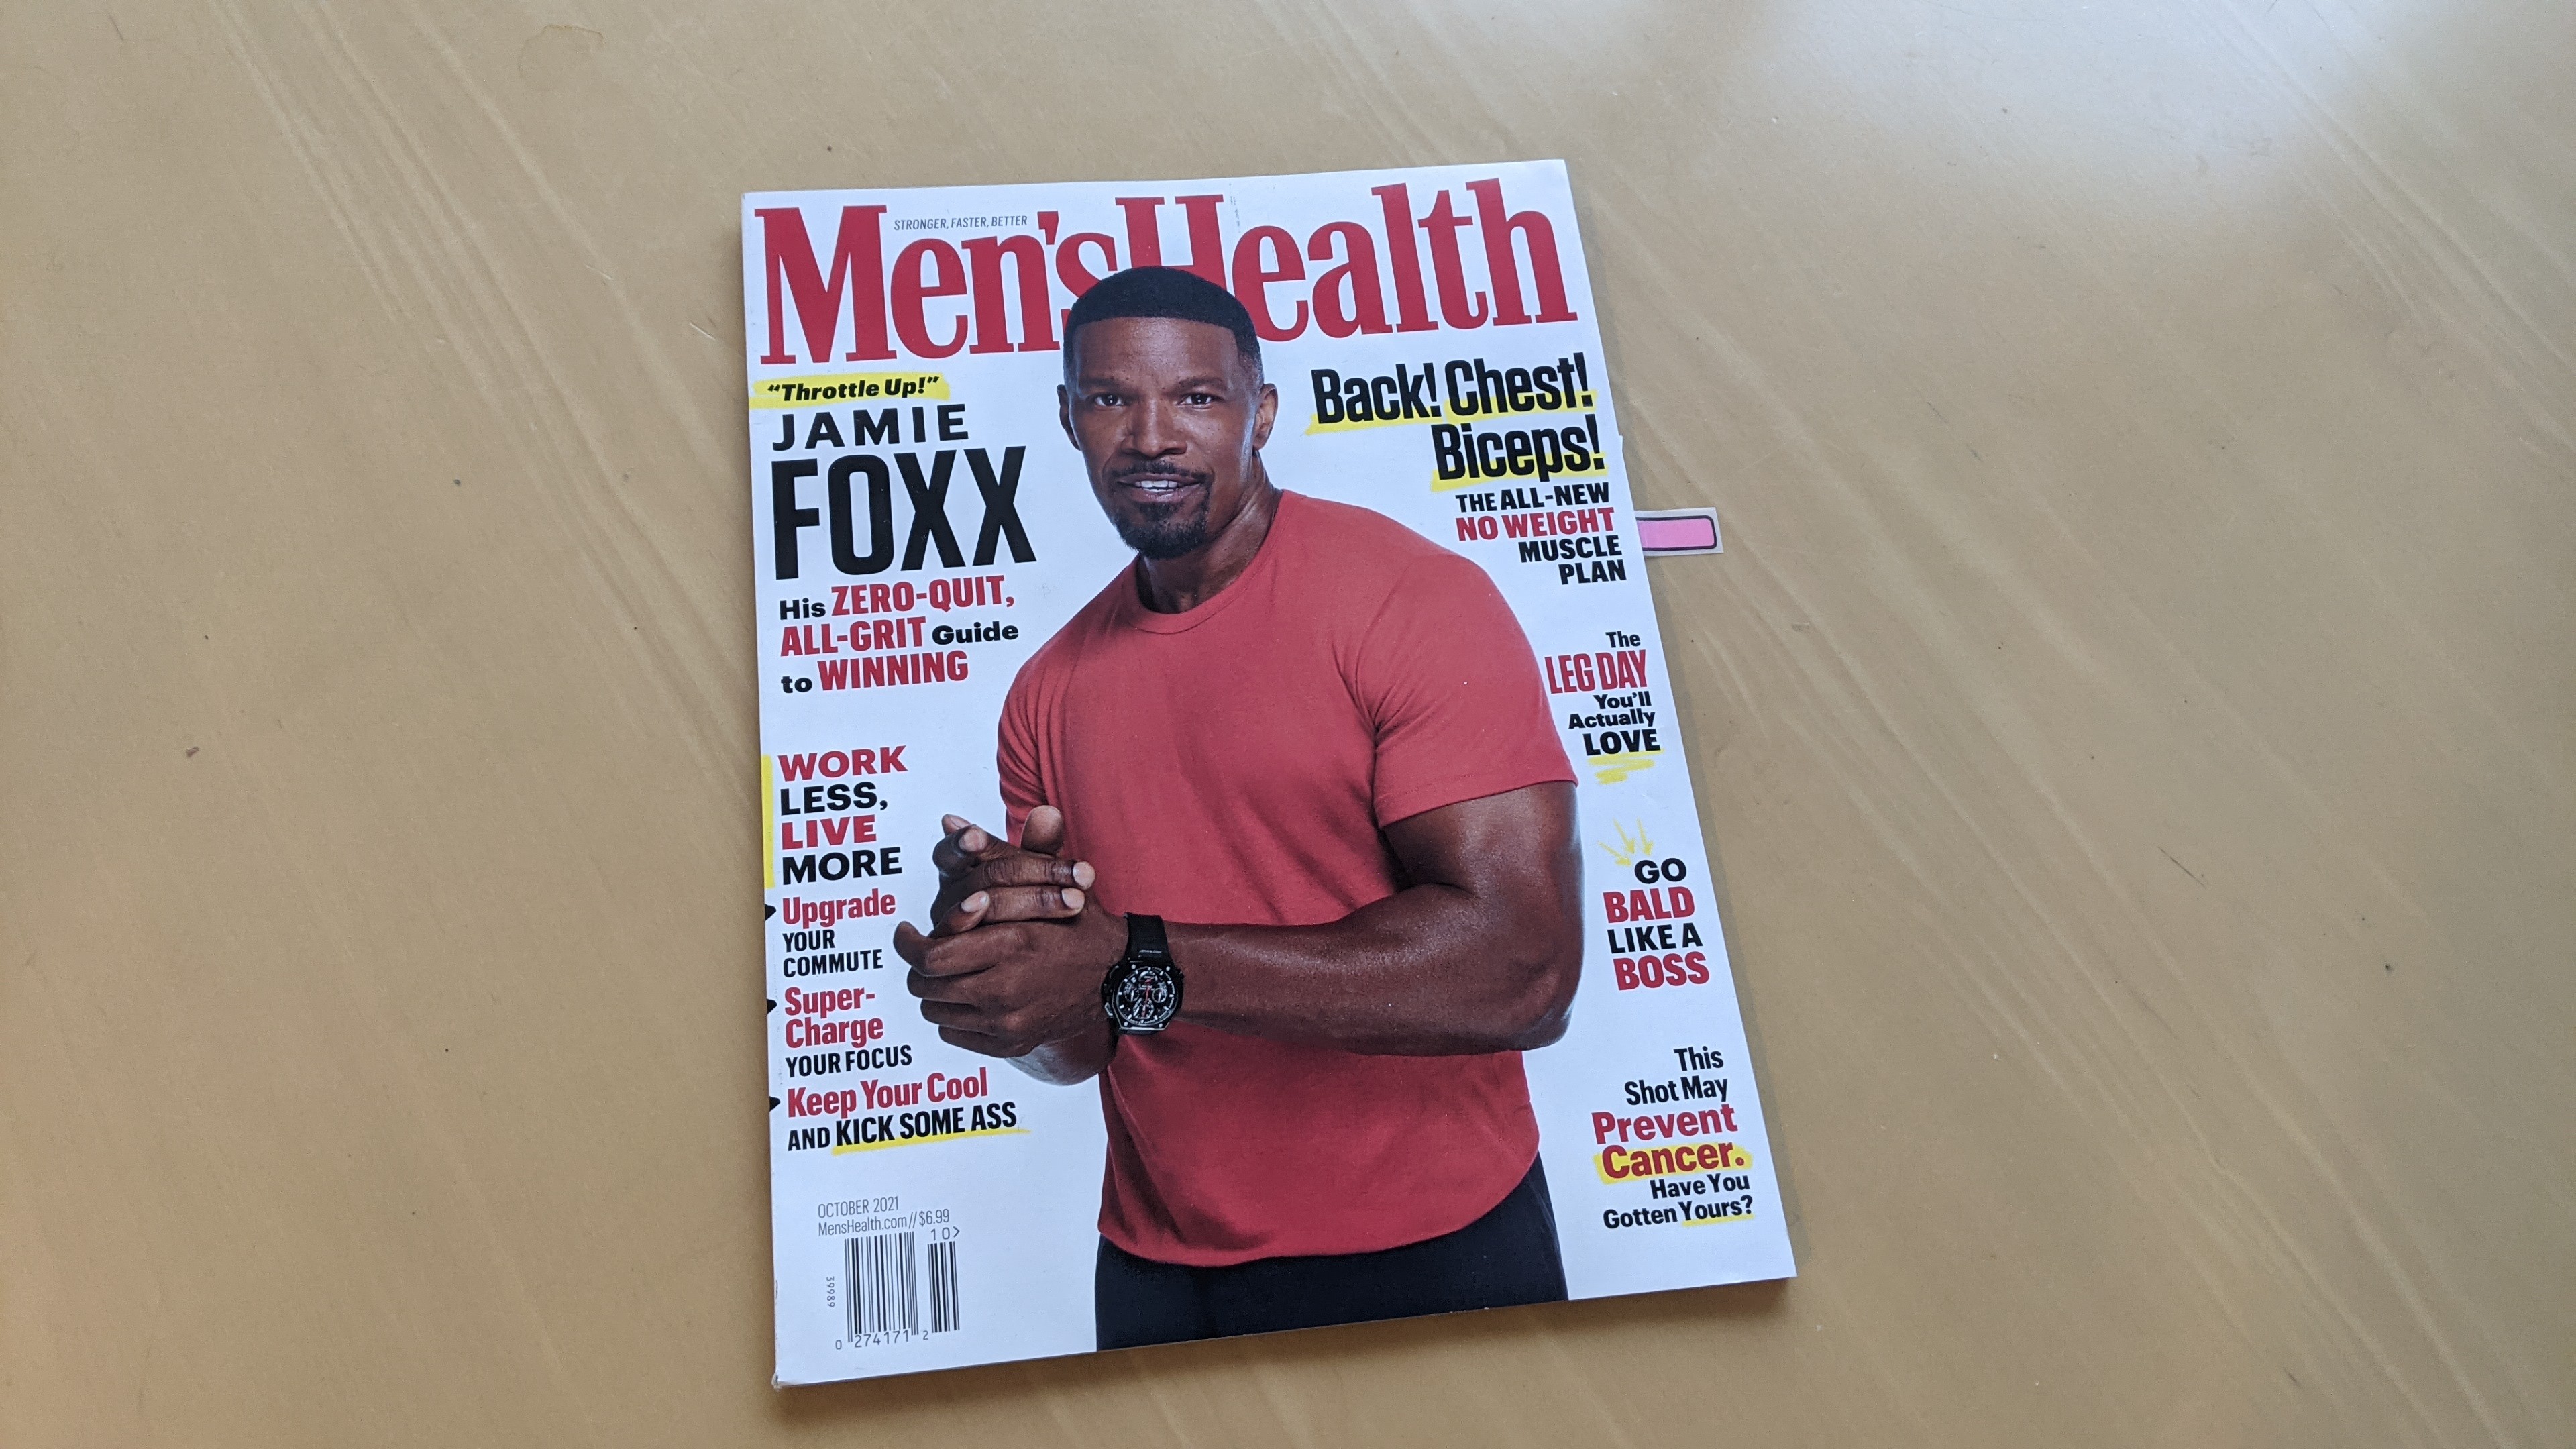 STRONGER, FASTER, BETTER
Men's Health
"Throttle Up!"
JAMIE
FOXX
His ZERO-QUIT,
ALL-GRIT Guide
to WINNING
WORK
LESS,
LIVE
MORE
Upgrade
YOUR
COMMUTE
Super-
Charge
YOUR FOCUS
Keep Your Cool
AND KICK SOME ASS
OCTOBER 2021
MensHealth.com // $6.99
10>
39989
0 274171 2
Back! Chest!
Biceps!
THE ALL-NEW
NO WEIGHT
MUSCLE
PLAN
The
LEG DAY
You'll
Actually
LOVE
GO
BALD
LIKE A
BOSS
This
Shot May
Prevent
Cancer.
Have You
Gotten Yours?